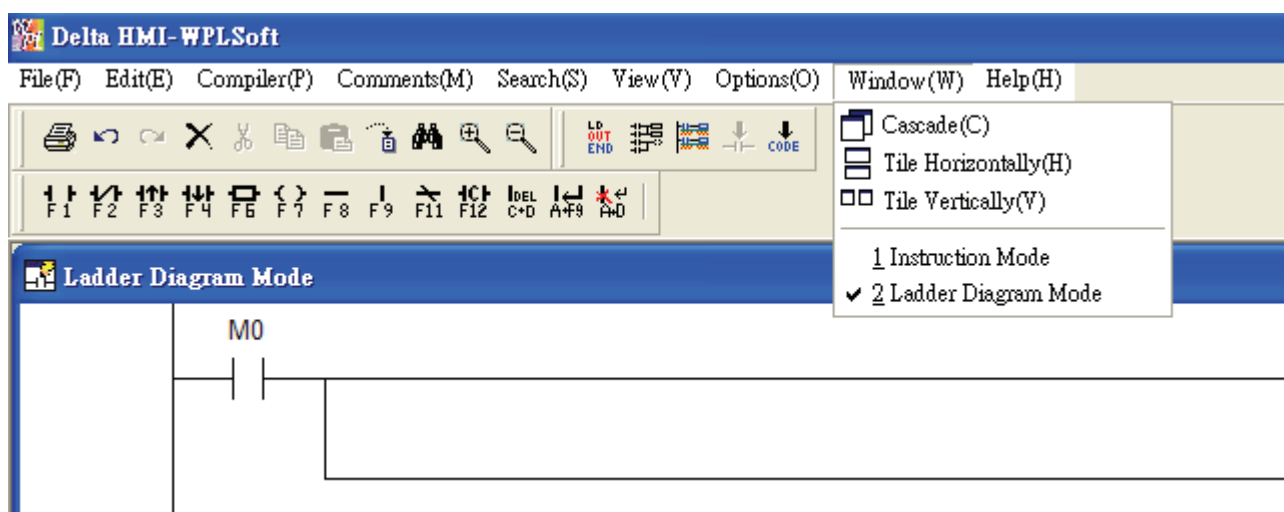 Delta HMI-WPLSoft
File(F) Edit(E) Compiler(P) Comments(M) Search(S) View(V) Options(O) Window(W) Help(H)
LD
OUT
END
CODE
Cascade(C)
Tile Horizontally(H)
Tile Vertically(V)
F1 F2 F3 F4 F6 F7 F8 F9 F11 F12 C+D A+F9 A+D
DEL
1 Instruction Mode
2 Ladder Diagram Mode
Ladder Diagram Mode
M0